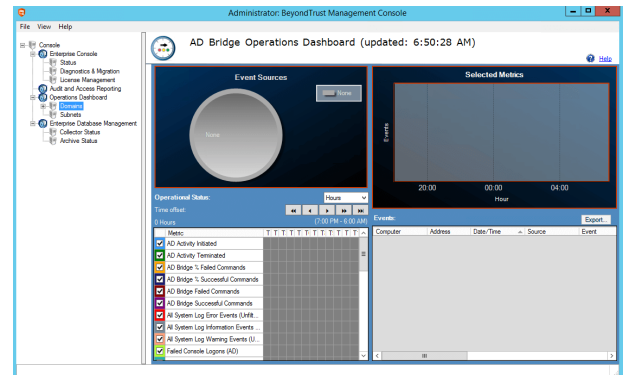 Administrator: BeyondTrust Management Console
File View Help
Console
Enterprise Console
Status
Diagnostics & Migration
License Management
Audit and Access Reporting
Operations Dashboard
Domains
Subnets
Enterprise Database Management
Collector Status
Archive Status
AD Bridge Operations Dashboard (updated: 6:50:28 AM)
Help
Event Sources
None
None
Selected Metrics
Events
20:00 00:00 04:00
Hour
Operational Status: Hours
Time offset:
0 Hours (7:00 PM - 6:00 AM)
Metric T T T T T T T T T T T T
AD Activity Initiated
AD Activity Terminated
AD Bridge % Failed Commands
AD Bridge % Successful Commands
AD Bridge Failed Commands
AD Bridge Successful Commands
All System Log Error Events (Unfilt...
All System Log Information Events ...
All System Log Warning Events (U...
Failed Console Logons (AD)
Events: Export...
Computer Address Date/Time Source Event